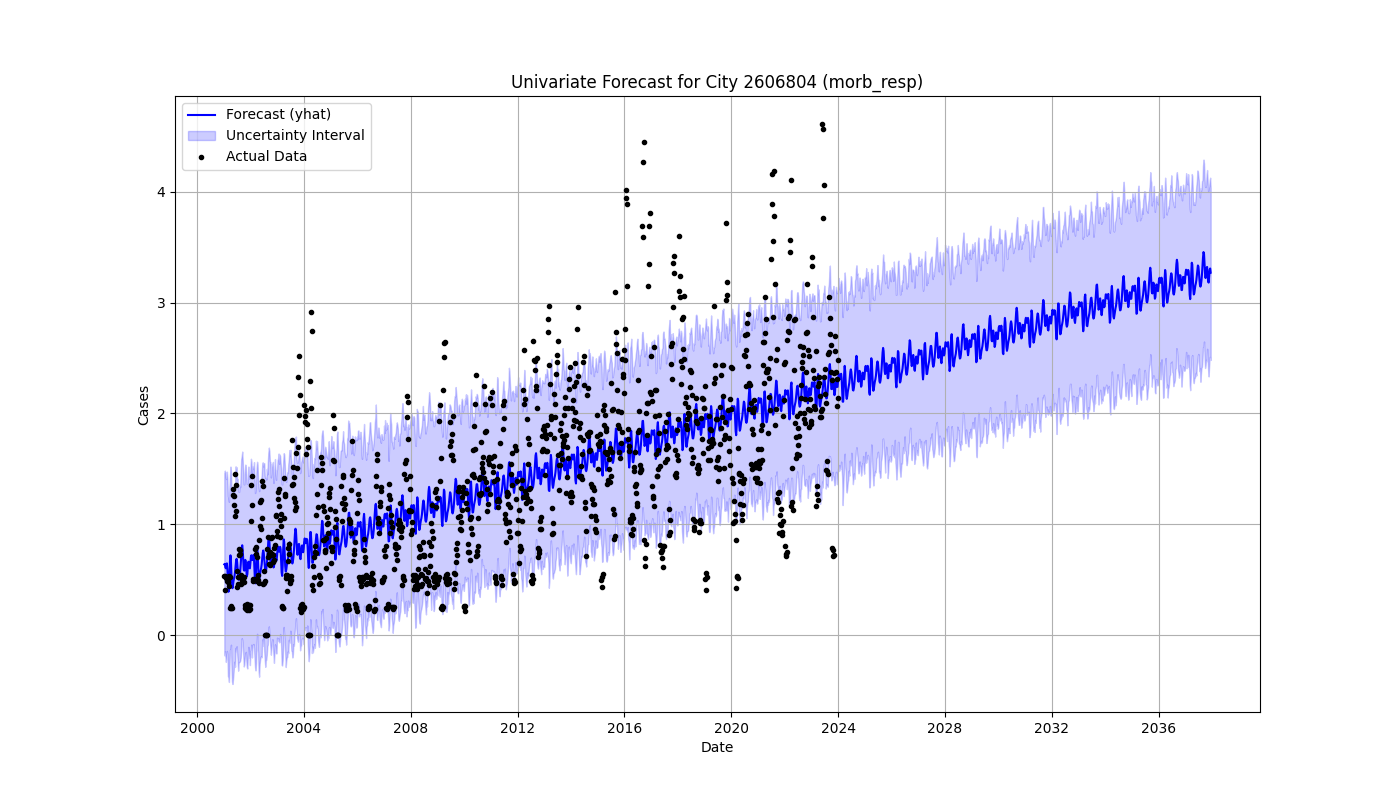 Univariate Forecast for City 2606804 (morb_resp)
Forecast (yhat)
Uncertainty Interval
Actual Data
4
3
2
1
0
Cases
2000 2004 2008 2012 2016 2020 2024 2028 2032 2036
Date